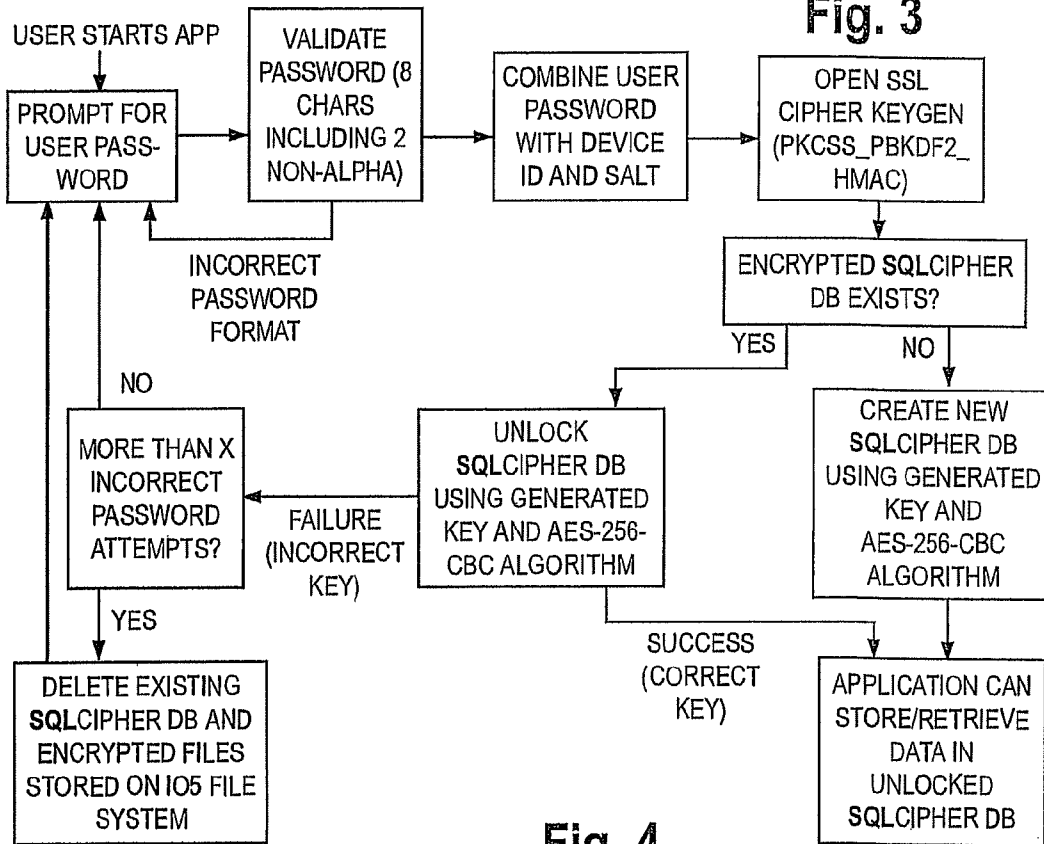 Fig. 3
USER STARTS APP
PROMPT FOR
USER PASS-
WORD
VALIDATE
PASSWORD (8
CHARS
INCLUDING 2
NON-ALPHA)
COMBINE USER
PASSWORD
WITH DEVICE
ID AND SALT
OPEN SSL
CIPHER KEYGEN
(PKCSS_PBKDF2_
HMAC)
INCORRECT
PASSWORD
FORMAT
ENCRYPTED SQLCIPHER
DB EXISTS?
YES
NO
NO
MORE THAN X
INCORRECT
PASSWORD
ATTEMPTS?
FAILURE
(INCORRECT
KEY)
UNLOCK
SQLCIPHER DB
USING GENERATED
KEY AND AES-256-
CBC ALGORITHM
CREATE NEW
SQLCIPHER DB
USING GENERATED
KEY AND
AES-256-CBC
ALGORITHM
YES
SUCCESS
(CORRECT
KEY)
DELETE EXISTING
SQLCIPHER DB AND
ENCRYPTED FILES
STORED ON IO5 FILE
SYSTEM
APPLICATION CAN
STORE/RETRIEVE
DATA IN
UNLOCKED
SQLCIPHER DB
Fig. 4